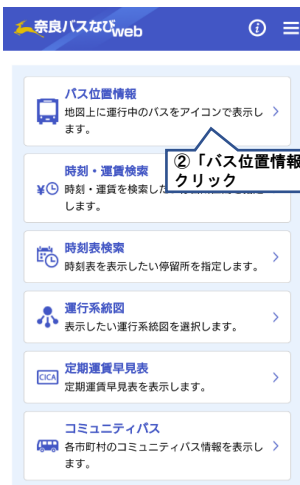 奈良バスなびweb
バス位置情報
地図上に運行中のバスをアイコンで表示し
ます。
②「バス位置情報
クリック
時刻・運賃検索
時刻・運賃を検索した
します。
時刻表検索
時刻表を表示したい停留所を指定します。
運行系統図
表示したい運行系統図を選択します。
CICA
定期運賃早見表
定期運賃早見表を表示します。
コミュニティバス
各市町村のコミュニティバス情報を表示し
ます。